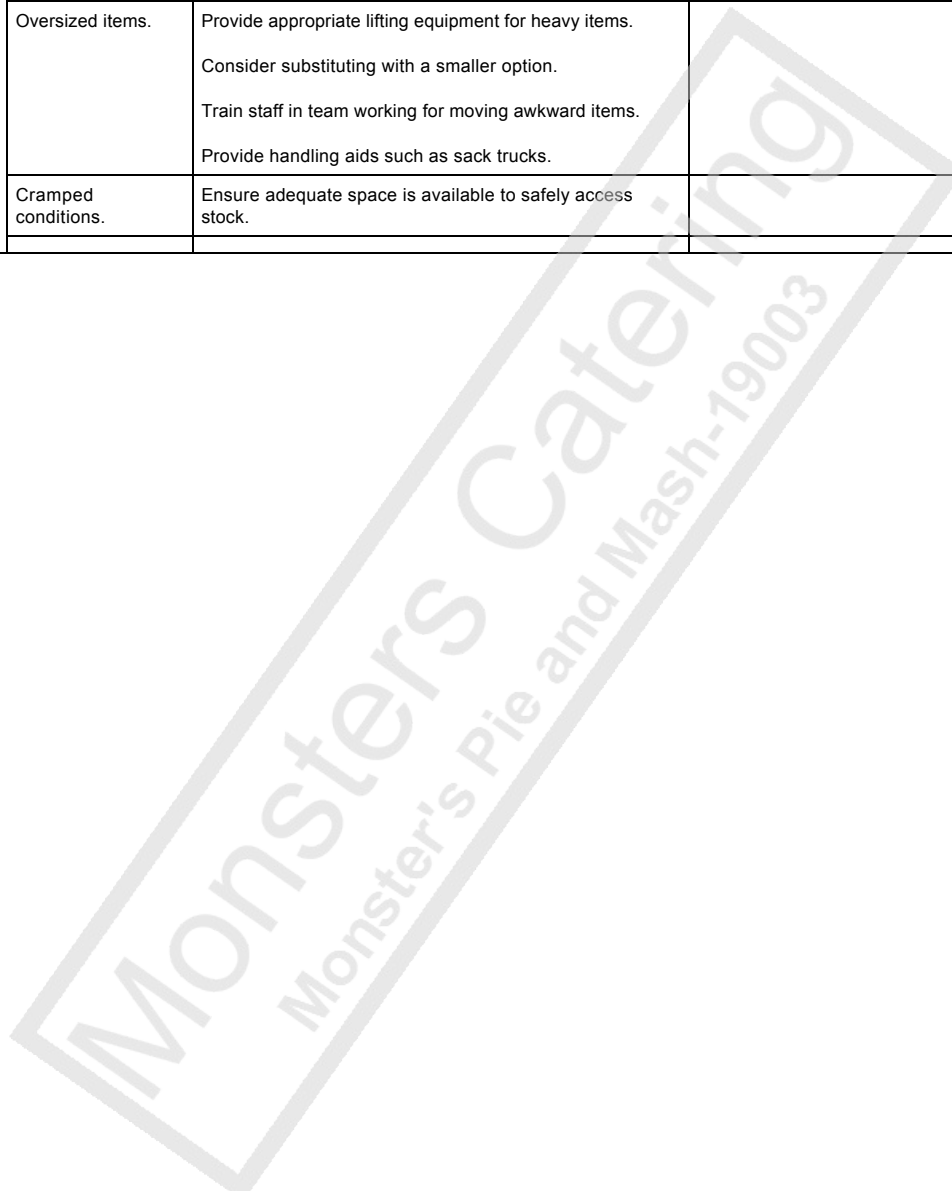 Oversized items.
Provide appropriate lifting equipment for heavy items.
Consider substituting with a smaller option.
Train staff in team working for moving awkward items.
Provide handling aids such as sack trucks.
Cramped
conditions.
Ensure adequate space is available to safely access
stock.
Monsters Catering
Monster's Pie and Mash-19003